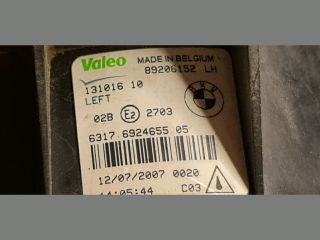 Valeo MADE IN BELGIUM
89206152 LH
131016 10
LEFT
02B E2 2703
6317.6924655 05
12/07/2007 0020
14:05:44 C03